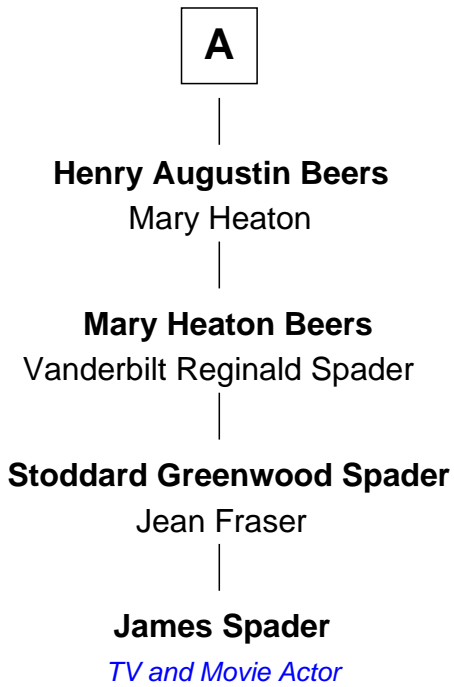 A
Henry Augustin Beers
Mary Heaton
Mary Heaton Beers
Vanderbilt Reginald Spader
Stoddard Greenwood Spader
Jean Fraser
James Spader
TV and Movie Actor